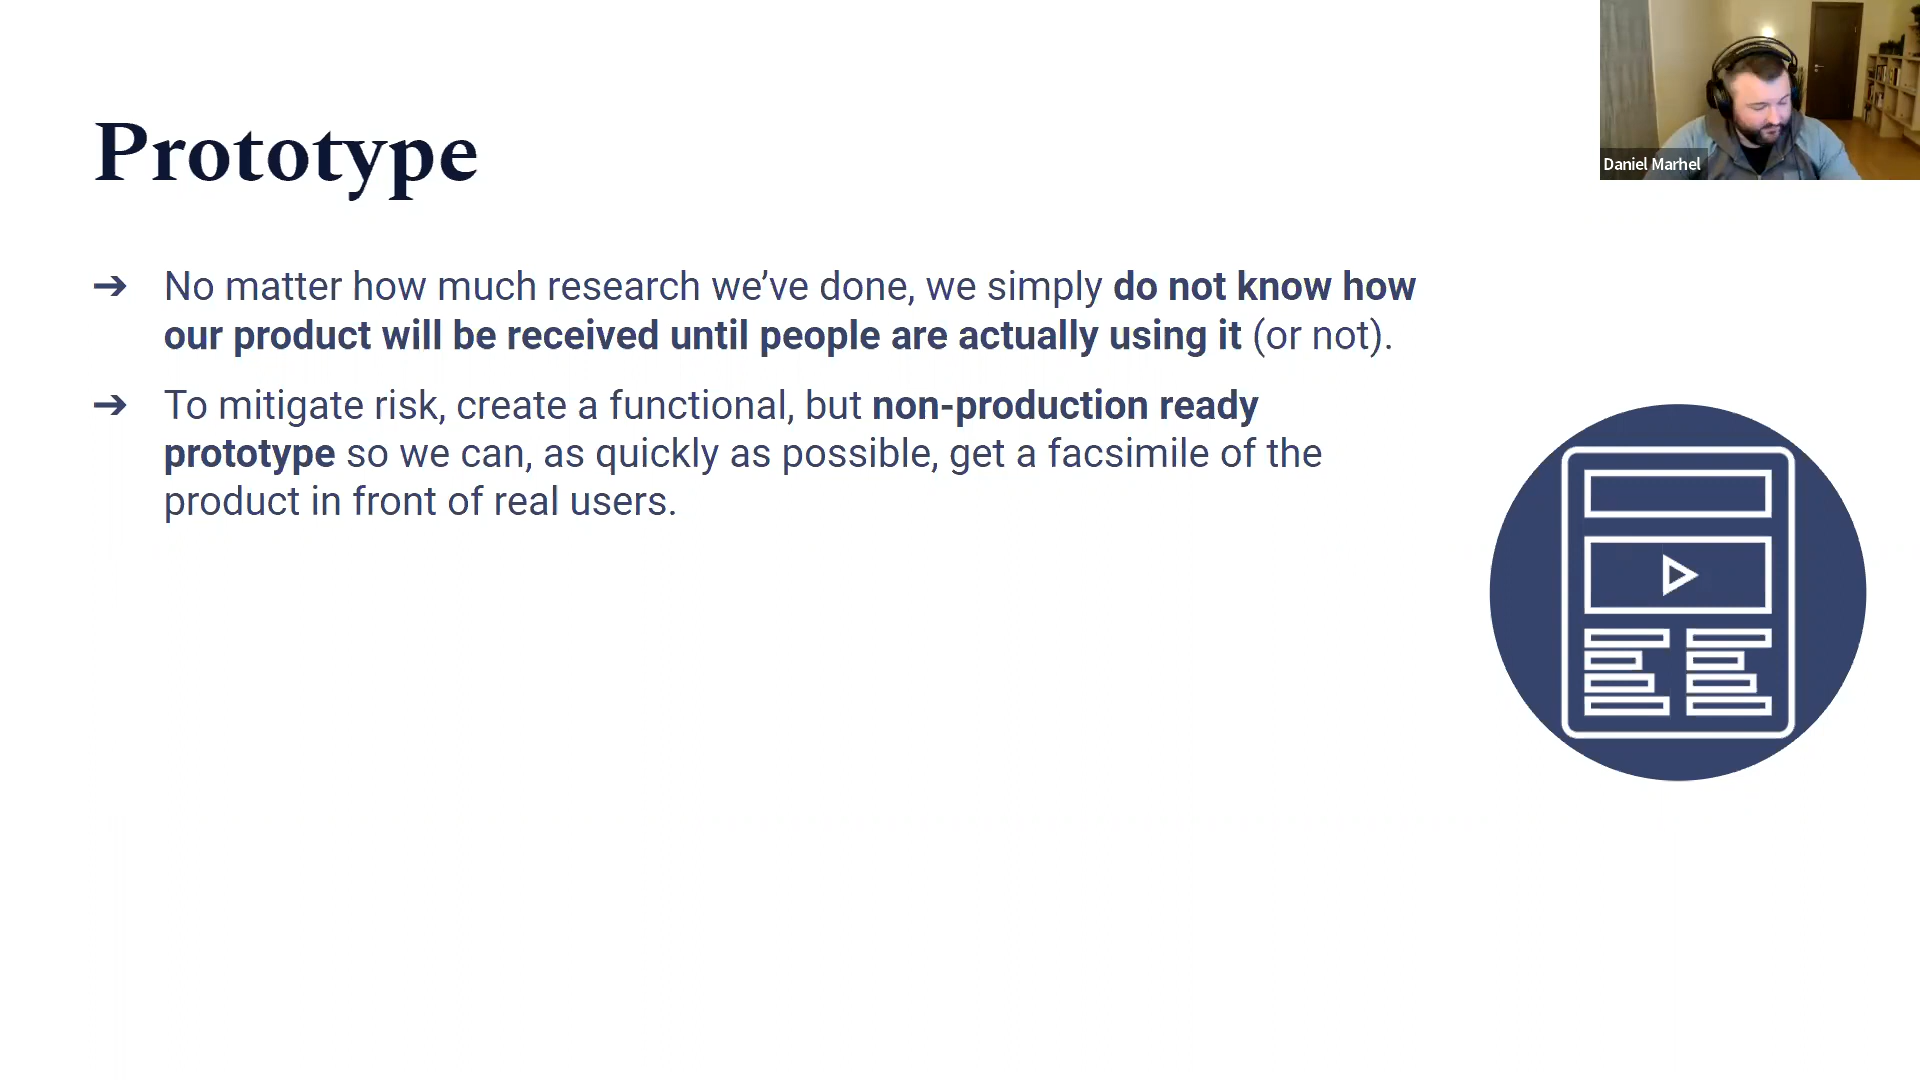 Prototype
Daniel Marhel
➔ No matter how much research we’ve done, we simply do not know how
our product will be received until people are actually using it (or not).
➔ To mitigate risk, create a functional, but non-production ready
prototype so we can, as quickly as possible, get a facsimile of the
product in front of real users.